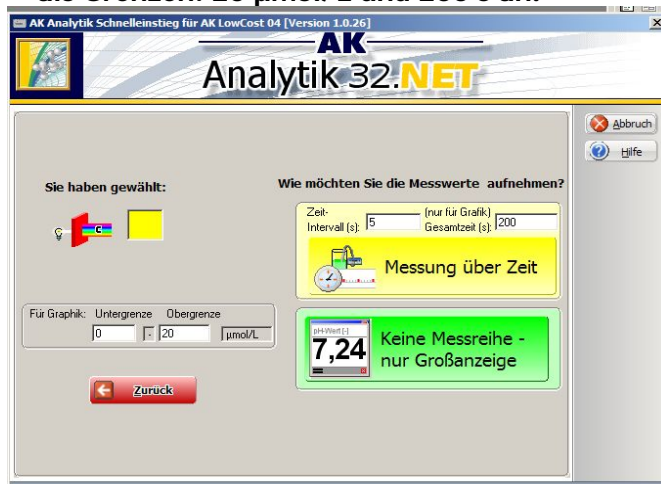 AK Analytik Schnelleinstieg für AK LowCost 04 [Version 1.0.26]
AK
Analytik 32.NET
Abbruch
Hilfe
Sie haben gewählt:
C
Für Graphik: Untergrenze Obergrenze
0 - 20 µmol/L
Zurück
Wie möchten Sie die Messwerte aufnehmen?
Zeit- (nur für Grafik)
Intervall (s): 5 Gesamtzeit (s): 200
Messung über Zeit
pH-Wert [-]
7,24
Keine Messreihe -
nur Großanzeige